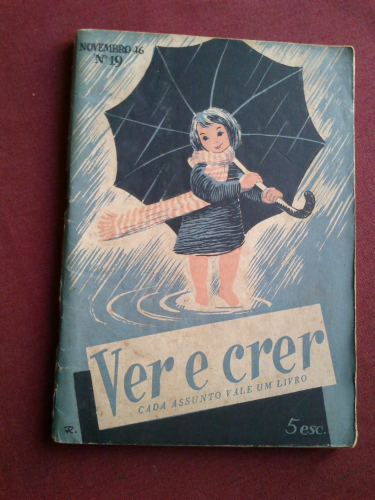 NOVEMBRO 46
Nº 19
Ver e crer
CADA ASSUNTO VALE UM LIVRO
5 esc.
R.